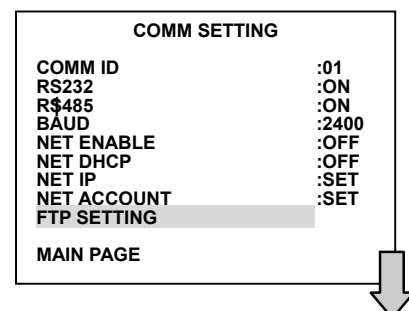 COMM SETTING
COMM ID :01
RS232 :ON
R$485 :ON
BAUD :2400
NET ENABLE :OFF
NET DHCP :OFF
NET IP :SET
NET ACCOUNT :SET
FTP SETTING
MAIN PAGE